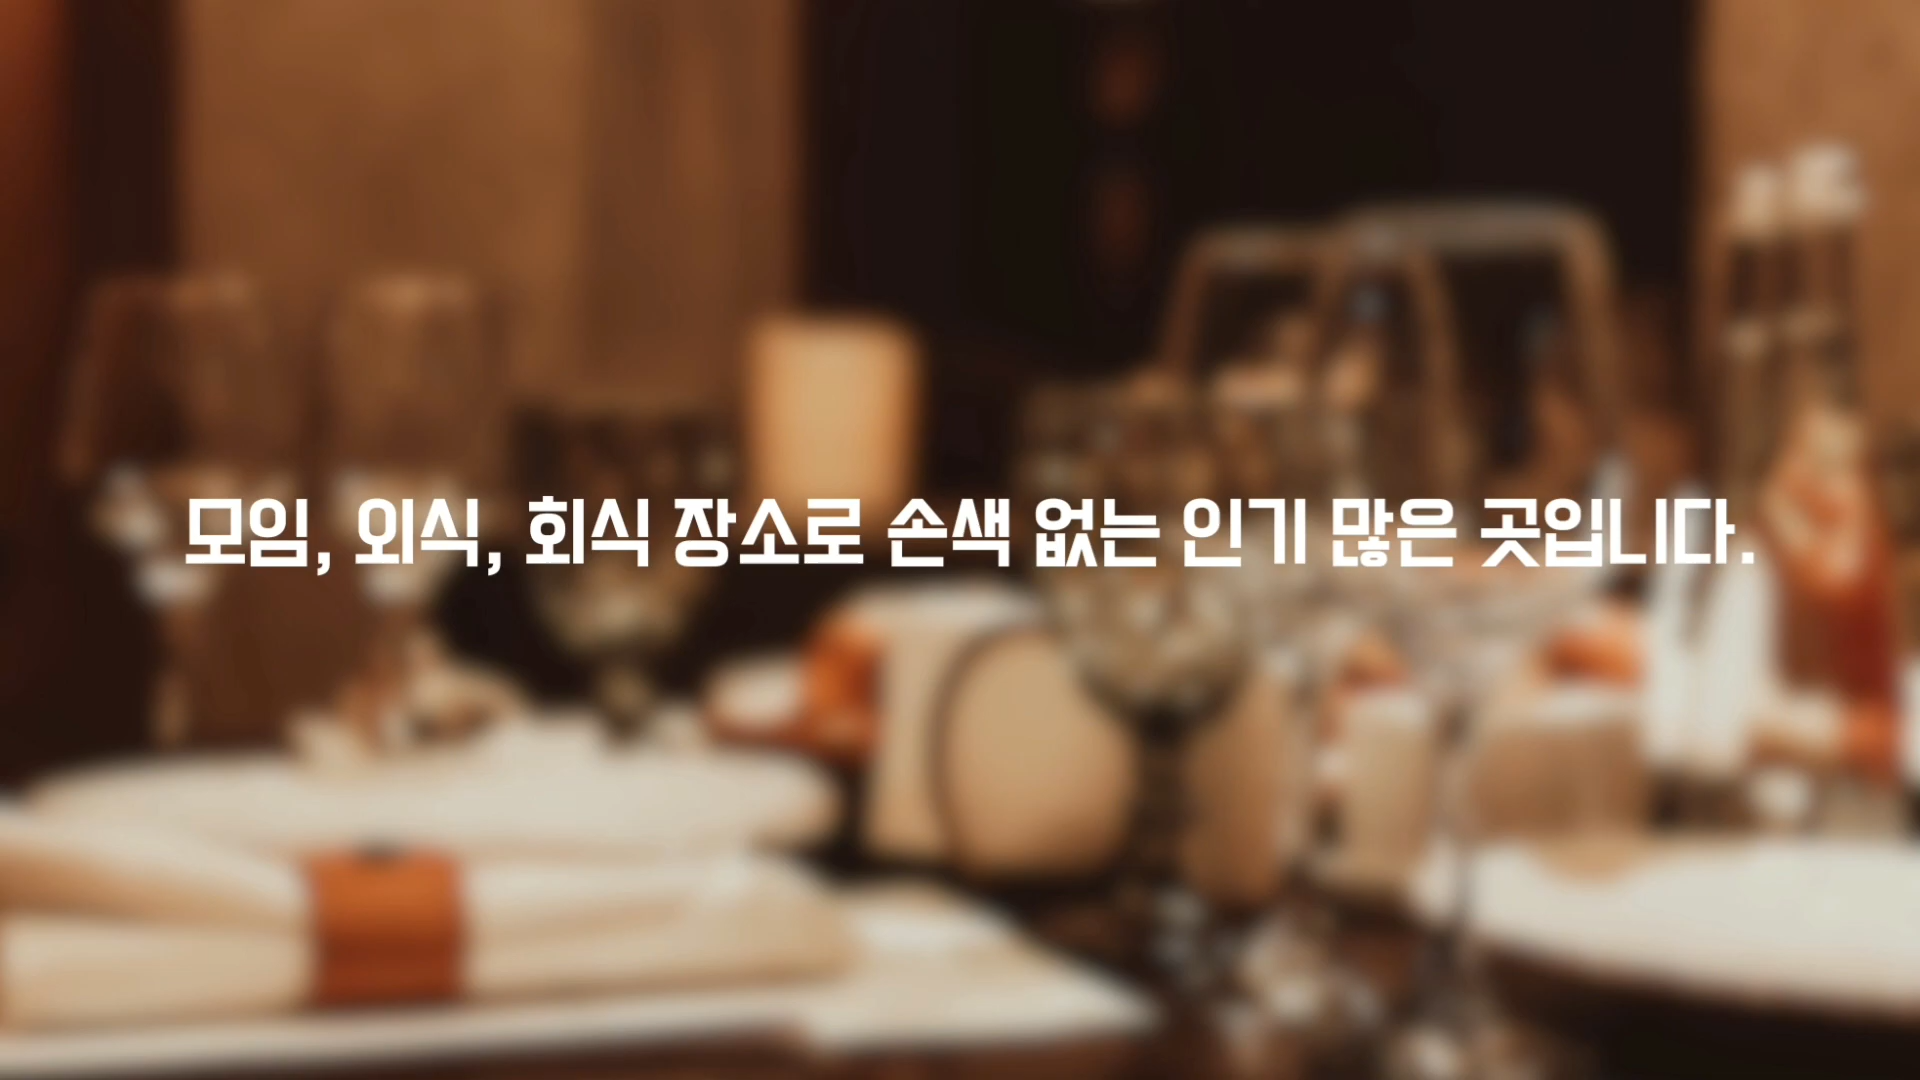 모임, 외식, 회식 장소로 손색 없는 인기 많은 곳입니다.